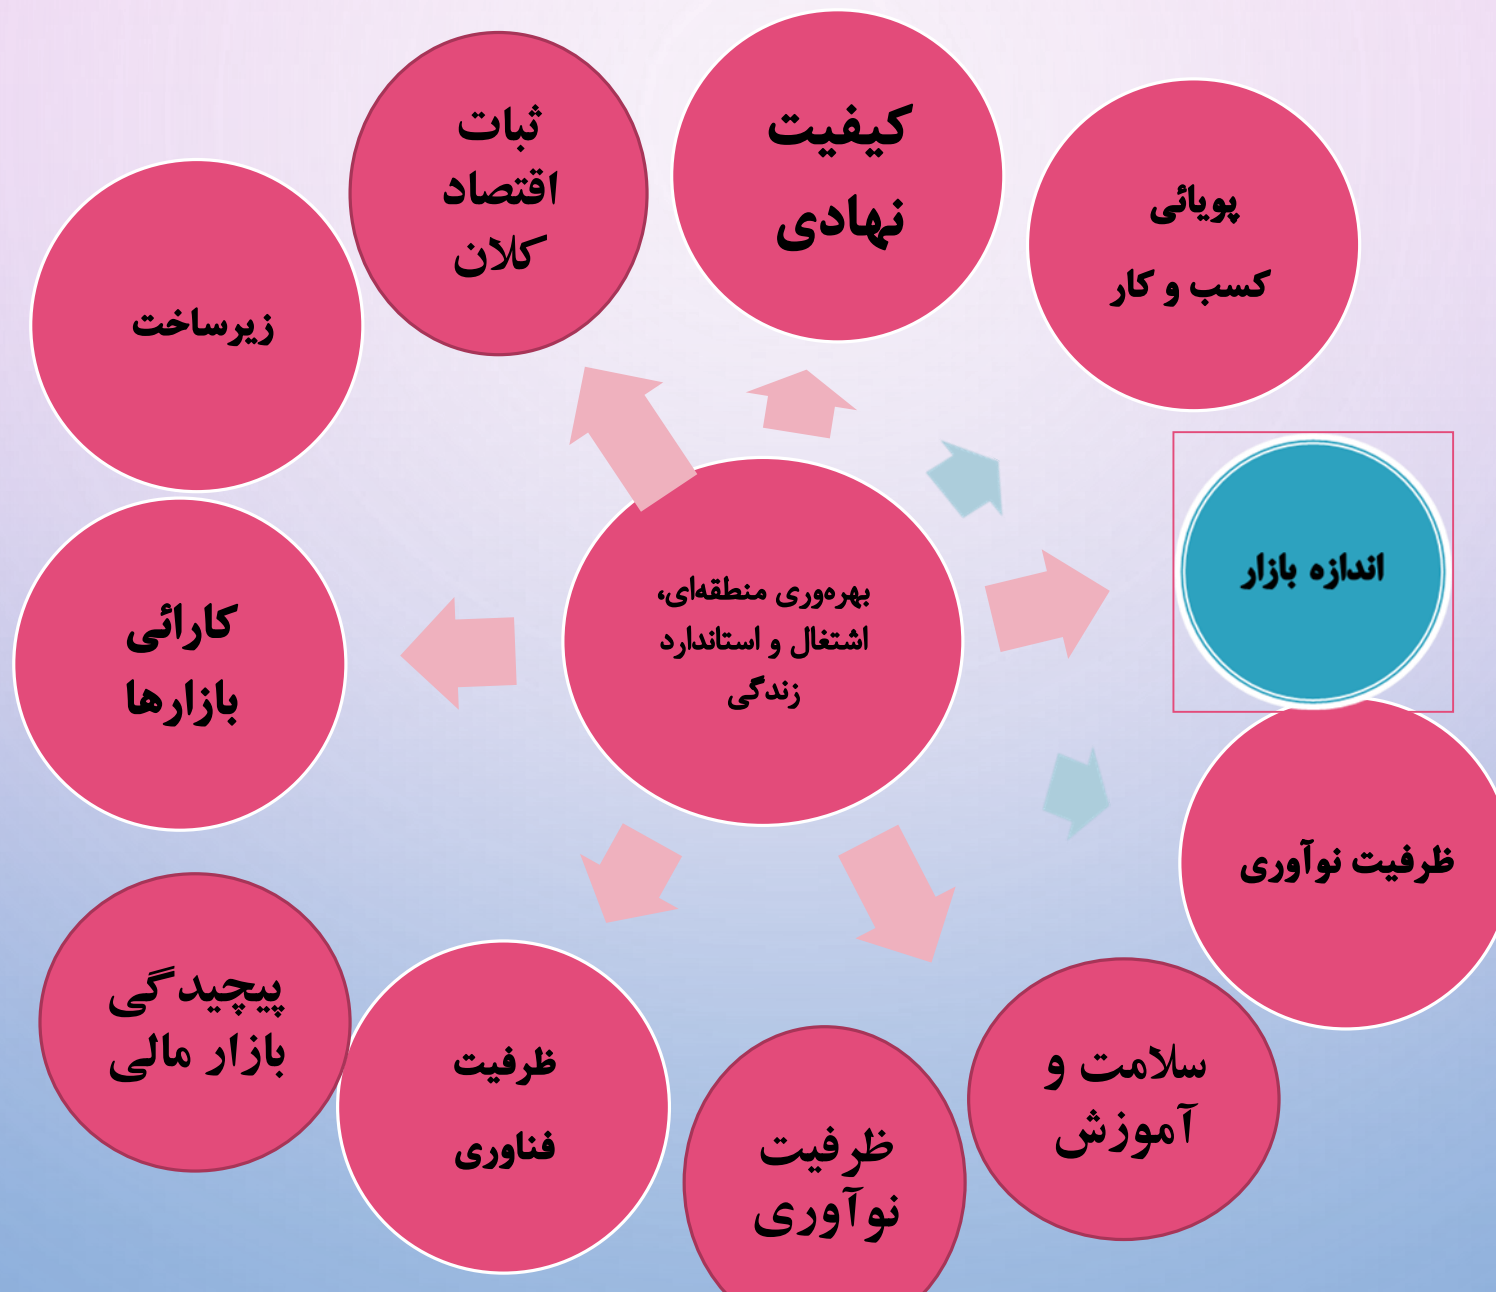 کیفیت
نهادی
ثبات
اقتصاد
کلان
پویائی
کسب و کار
زیرساخت
اندازه بازار
بهره‌وری منطقه‌ای،
اشتغال و استاندارد
زندگی
کارائی
بازارها
ظرفیت نوآوری
پیچیدگی
بازار مالی
ظرفیت
فناوری
سلامت و
آموزش
ظرفیت
نوآوری